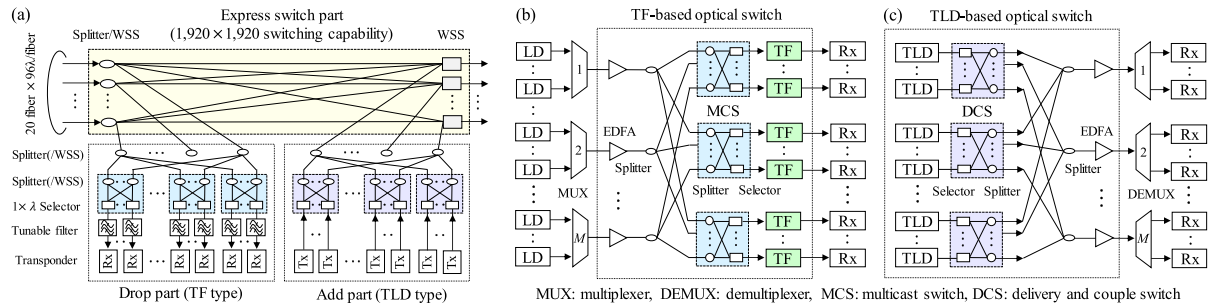 (a)
Express switch part
Splitter/WSS
(1,920 × 1,920 switching capability)
WSS
20 fiber × 96λ/fiber
Splitter(/WSS)
Splitter(/WSS)
1× λ Selector
Tunable filter
Transponder
Rx Rx Rx Rx Rx Rx
Tx Tx Tx Tx Tx Tx
Drop part (TF type)
Add part (TLD type)
(b)
TF-based optical switch
LD
LD
LD
LD
LD
LD
1
2
M
MUX
EDFA
Splitter
MCS
Splitter
Selector
TF
TF
TF
TF
TF
TF
Rx
Rx
Rx
Rx
Rx
Rx
(c)
TLD-based optical switch
TLD
TLD
TLD
TLD
TLD
TLD
DCS
Selector
Splitter
EDFA
Splitter
1
2
M
DEMUX
Rx
Rx
Rx
Rx
Rx
Rx
MUX: multiplexer, DEMUX: demultiplexer, MCS: multicast switch, DCS: delivery and couple switch